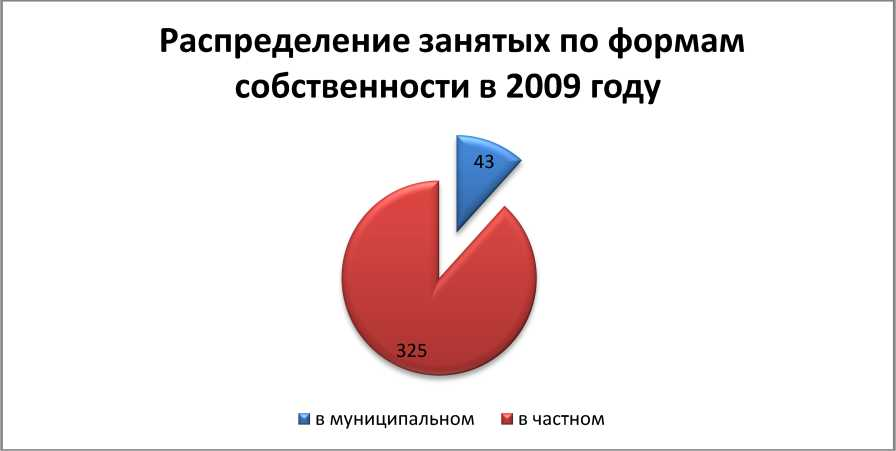 Распределение занятых по формам
собственности в 2009 году
43
325
в муниципальном
в частном